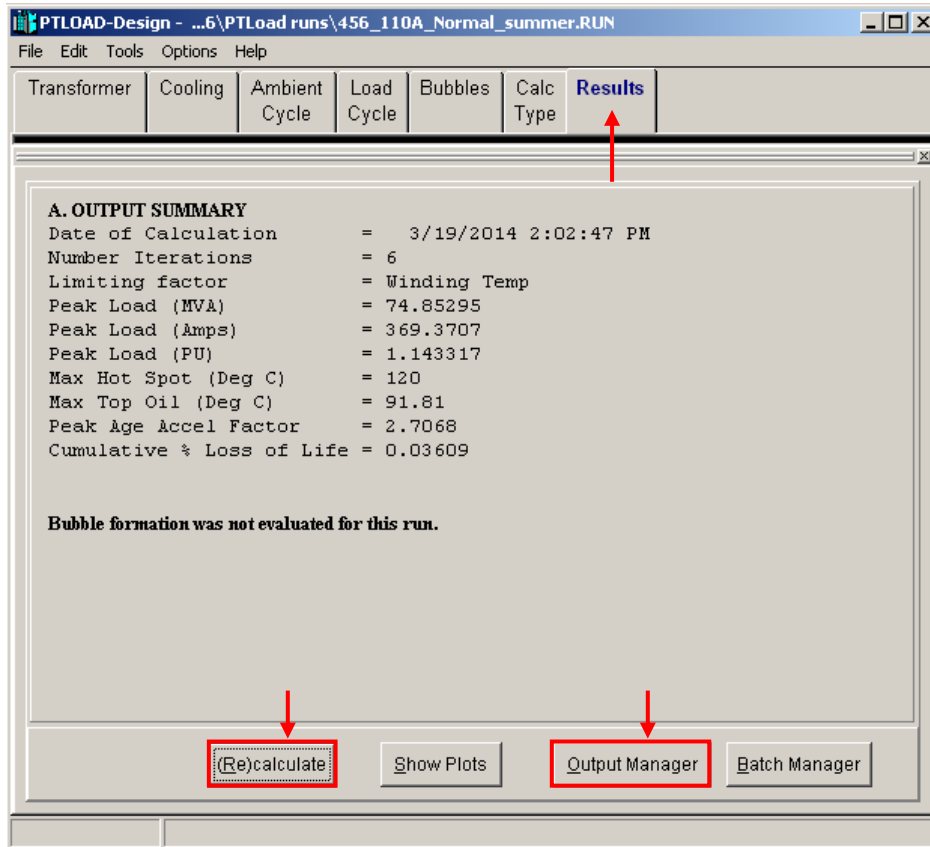 PTLOAD-Design - ...6\PTLoad runs\456_110A_Normal_summer.RUN
File Edit Tools Options Help
Transformer Cooling Ambient Cycle Load Cycle Bubbles Calc Type Results
A. OUTPUT SUMMARY
Date of Calculation = 3/19/2014 2:02:47 PM
Number Iterations = 6
Limiting factor = Winding Temp
Peak Load (MVA) = 74.85295
Peak Load (Amps) = 369.3707
Peak Load (PU) = 1.143317
Max Hot Spot (Deg C) = 120
Max Top Oil (Deg C) = 91.81
Peak Age Accel Factor = 2.7068
Cumulative % Loss of Life = 0.03609
Bubble formation was not evaluated for this run.
(Re)calculate Show Plots Output Manager Batch Manager